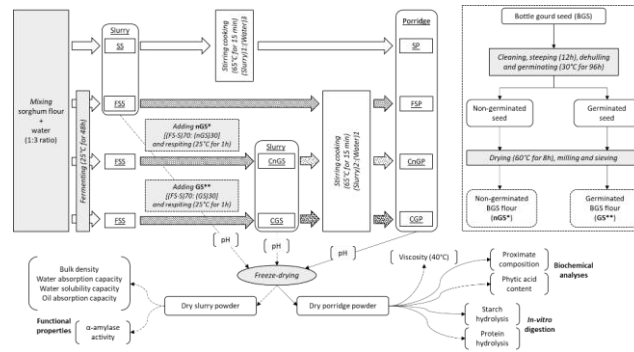 Mixing
sorghum flour
+
water
(1:3 ratio)
Fermenting (25°C for 48h)
Slurry
SS
FSS
FSS
FSS
Stirring cooking
(65°C for 15 min)
(Slurry)1:(Water)3
Adding nGS*
[(FS-S)70: (nGS)30]
and respiting (25°C for 1h)
Adding GS**
[(FS-S)70: (GS)30]
and respiting (25°C for 1h)
Slurry
CnGS
CGS
Stirring cooking
(65°C for 15 min)
(Slurry)2:(Water)1
Porridge
SP
FSP
CnGP
CGP
Bottle gourd seed (BGS)
Cleaning, steeping (12h), dehulling
and germinating (30°C for 96h)
Non-germinated
seed
Germinated
seed
Drying (60°C for 8h), milling and sieving
Non-germinated
BGS flour
(nGS*)
Germinated
BGS flour
(GS**)
pH
pH
pH
Freeze-drying
Dry slurry powder
Dry porridge powder
Bulk density
Water absorption capacity
Water solubility capacity
Oil absorption capacity
Functional
properties
α-amylase
activity
Viscosity (40°C)
Proximate
composition
Phytic acid
content
Biochemical
analyses
Starch
hydrolysis
Protein
hydrolysis
In-vitro
digestion